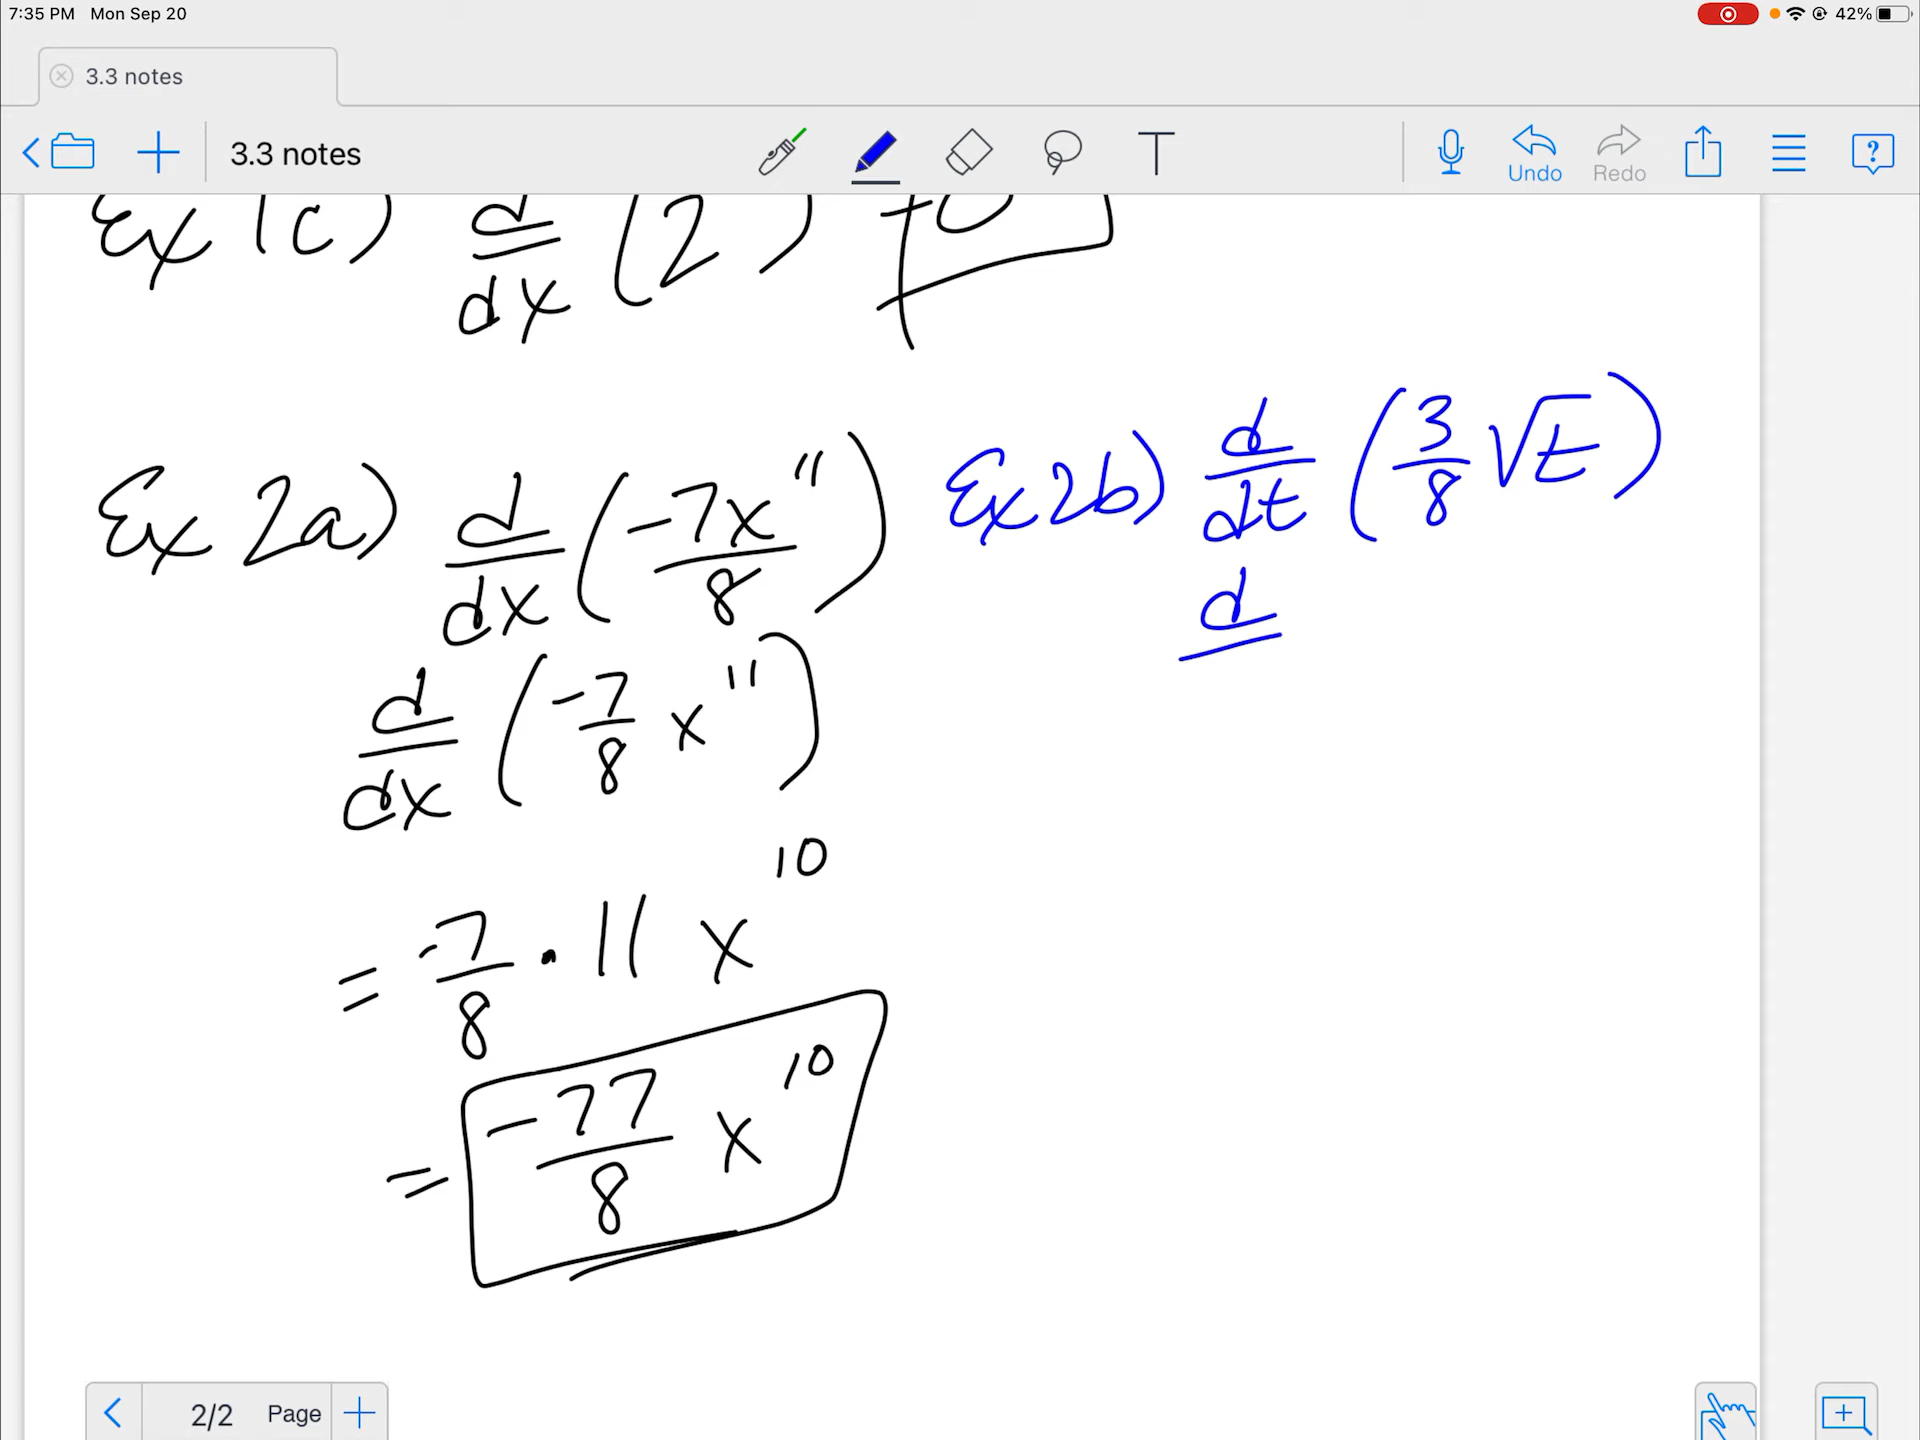 7:35 PM Mon Sep 20
42%
3.3 notes
3.3 notes
T
Undo
Redo
?
Ex 1c) d/dx (2)
Ex 2a) d/dx (-7x^11/8)
d/dx (-7/8 x^11)
= -7/8 · 11 x^10
= -77/8 x^10
Ex 2b) d/dt (3/8 √t)
d
2/2 Page